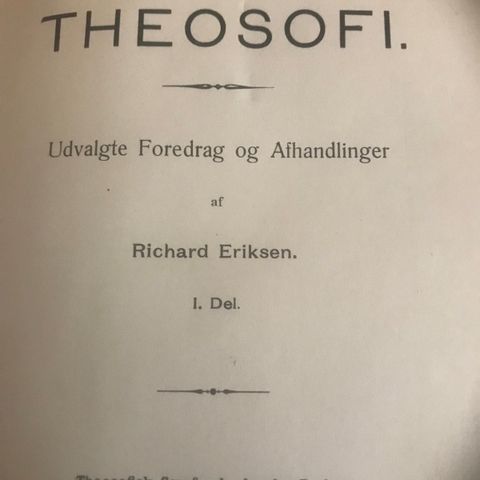 THEOSOFI.
Udvalgte Foredrag og Afhandlinger
af
Richard Eriksen.
I. Del.